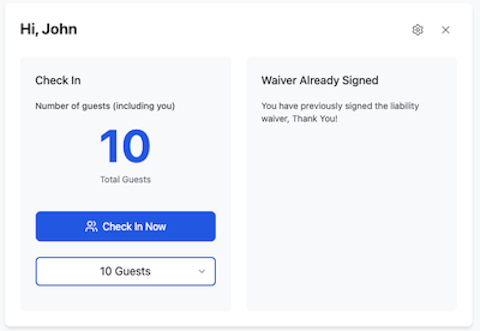 Hi, John
Check In
Number of guests (including you)
10
Total Guests
Check In Now
10 Guests
Waiver Already Signed
You have previously signed the liability
waiver, Thank You!